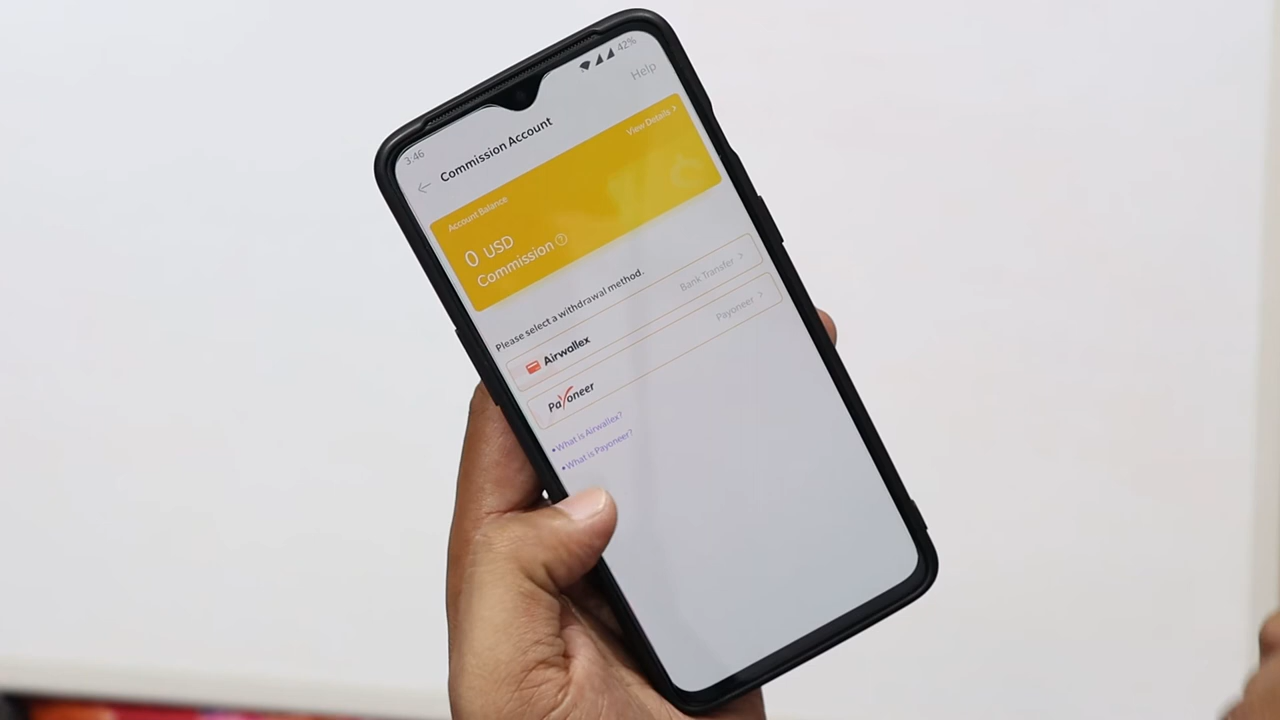 3:46
42%
Help
← Commission Account
View Details >
Account Balance
0 USD
Commission ?
Please select a withdrawal method.
Airwallex Bank Transfer >
Payoneer Payoneer >
•What is Airwallex?
•What is Payoneer?